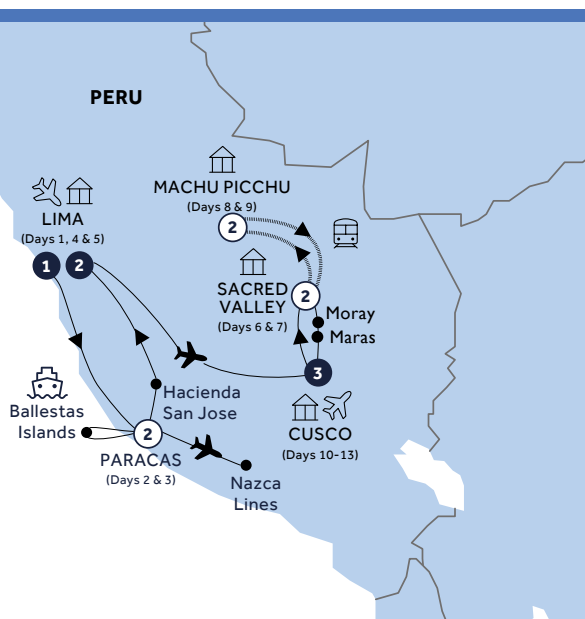 PERU
MACHU PICCHU
(Days 8 & 9)
2
LIMA
(Days 1, 4 & 5)
1 2
SACRED
VALLEY
(Days 6 & 7)
2
Moray
Maras
3
CUSCO
(Days 10-13)
Hacienda
San Jose
Ballestas
Islands
2
PARACAS
(Days 2 & 3)
Nazca
Lines